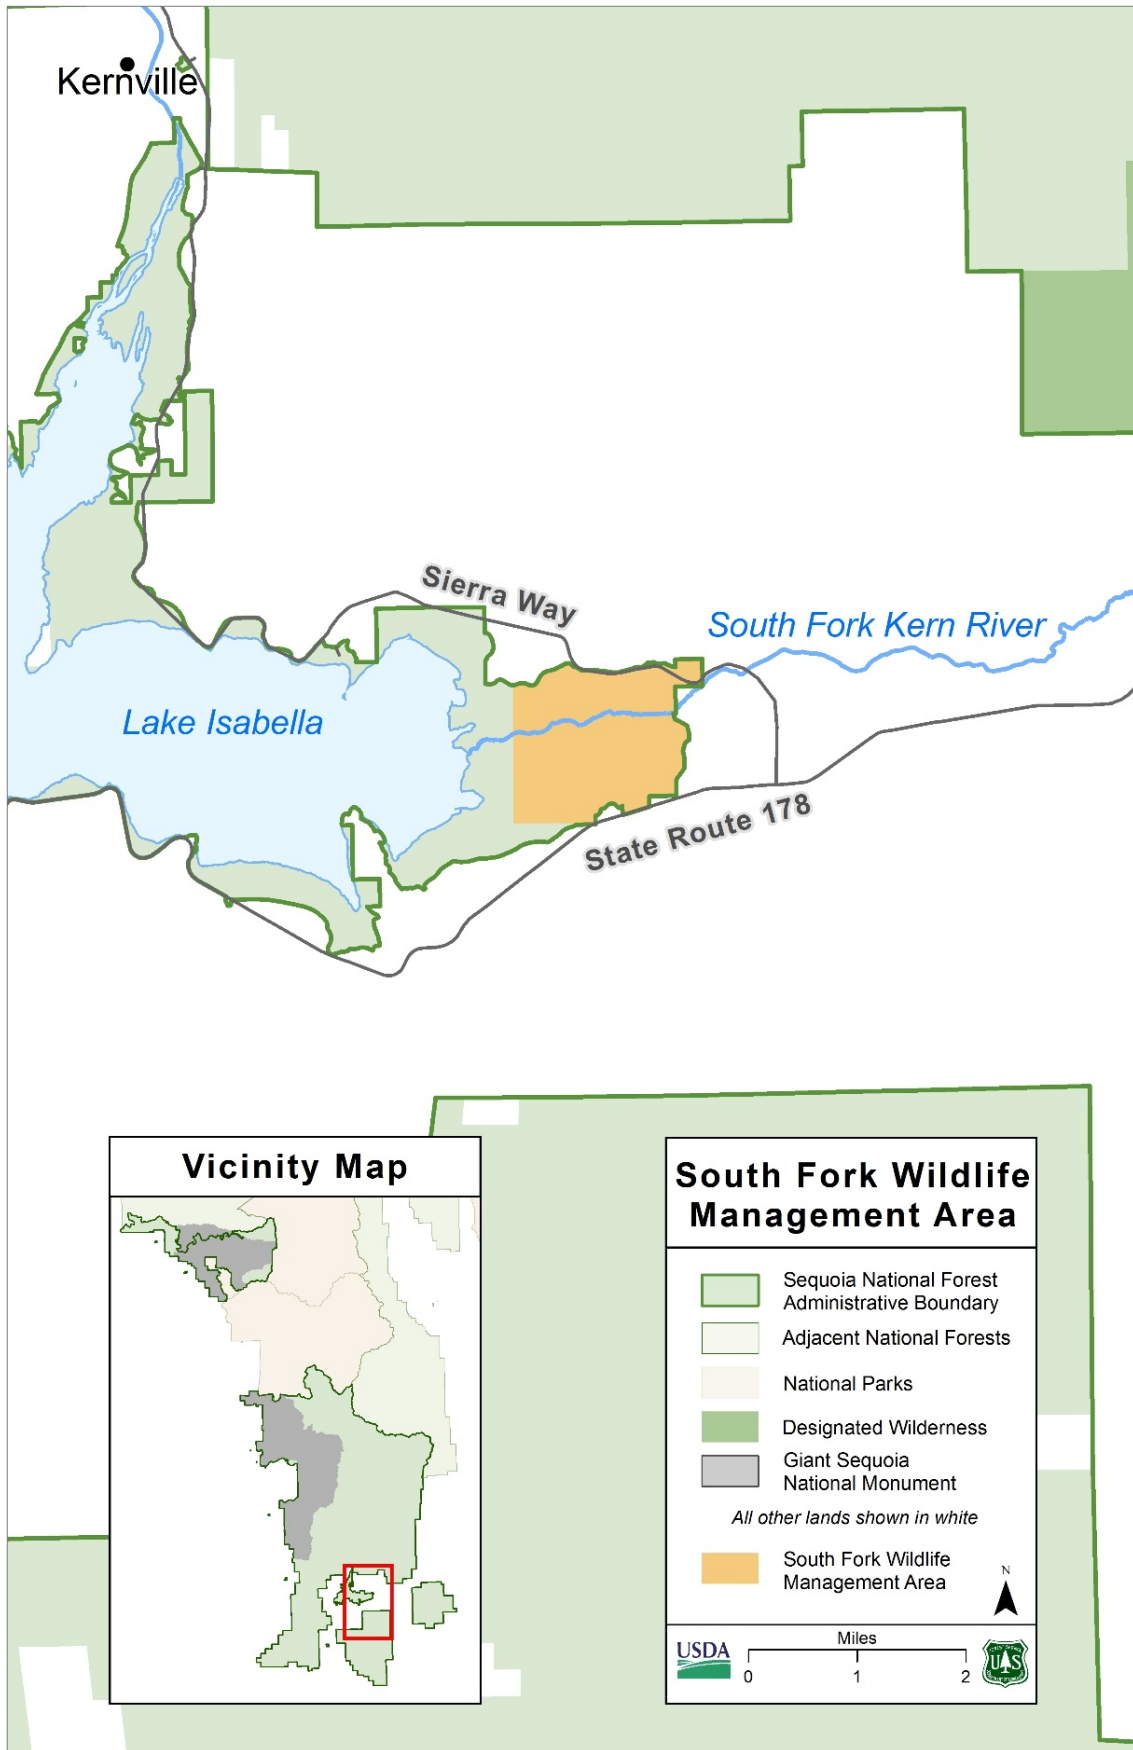 Kernville
Sierra Way
South Fork Kern River
Lake Isabella
State Route 178
Vicinity Map
South Fork Wildlife
Management Area
Sequoia National Forest
Administrative Boundary
Adjacent National Forests
National Parks
Designated Wilderness
Giant Sequoia
National Monument
All other lands shown in white
South Fork Wildlife
Management Area
N
USDA
Miles
0 1 2
U S